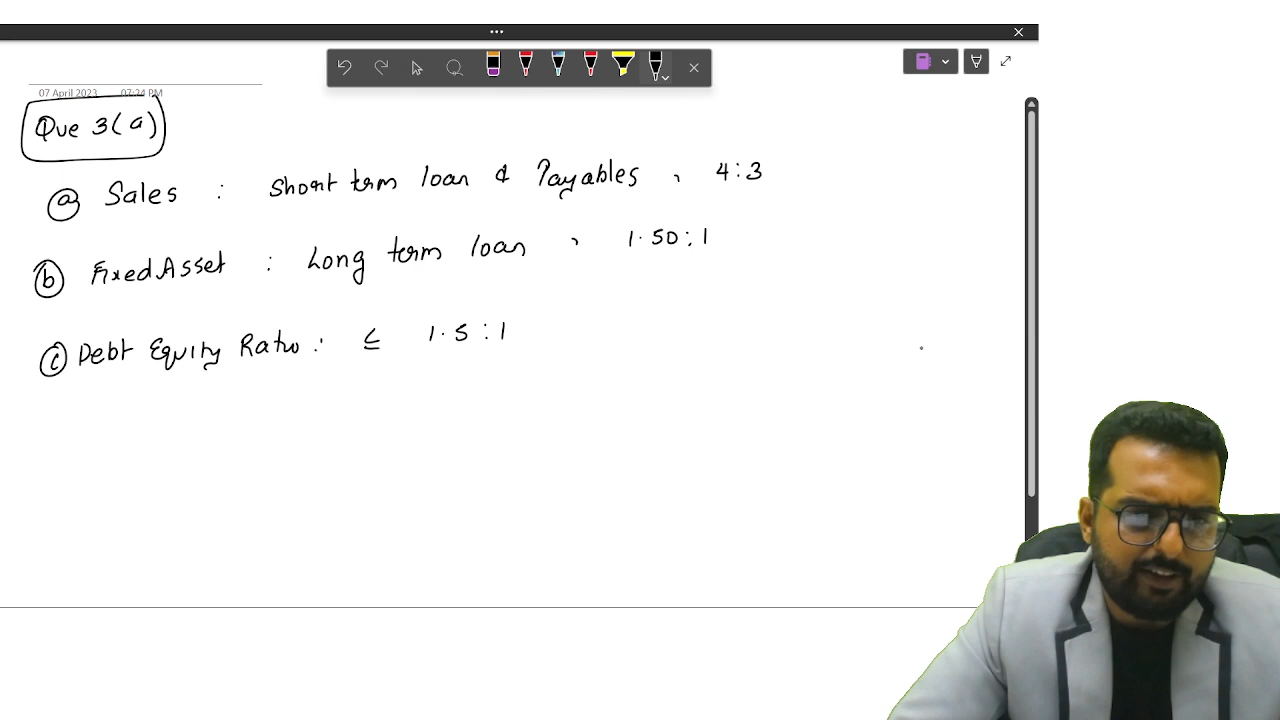 07 April 2023 07:24 PM
Que 3(a)
ⓐ Sales : Short term loan & Payables , 4:3
ⓑ Fixed Asset : Long term loan , 1.50:1
ⓒ Debt Equity Ratio : ≤ 1.5:1